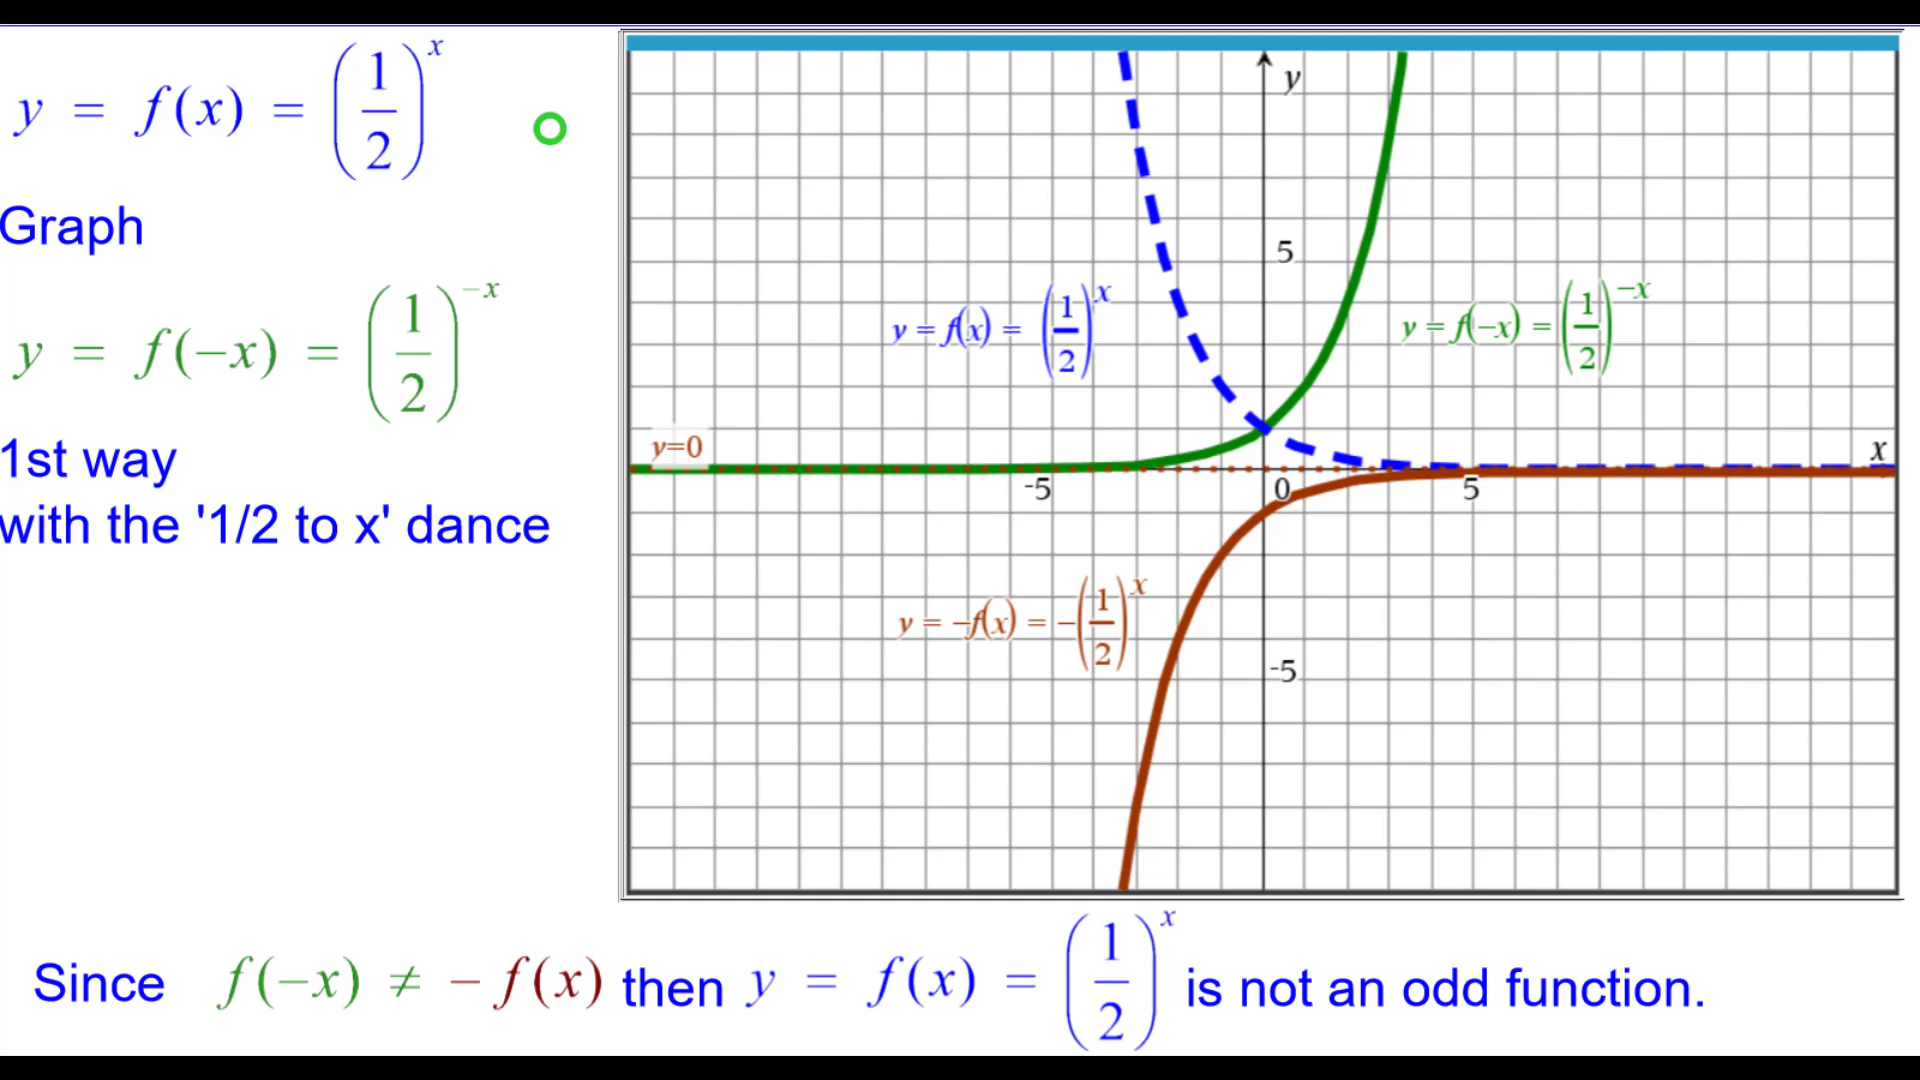 y = f(x) = (1/2)^x
Graph
y = f(−x) = (1/2)^−x
1st way
with the '1/2 to x' dance
y
5
y = f(x) = (1/2)^x
y = f(−x) = (1/2)^−x
y=0
x
-5
0
5
y = −f(x) = −(1/2)^x
-5
Since f(−x) ≠ − f(x) then y = f(x) = (1/2)^x is not an odd function.